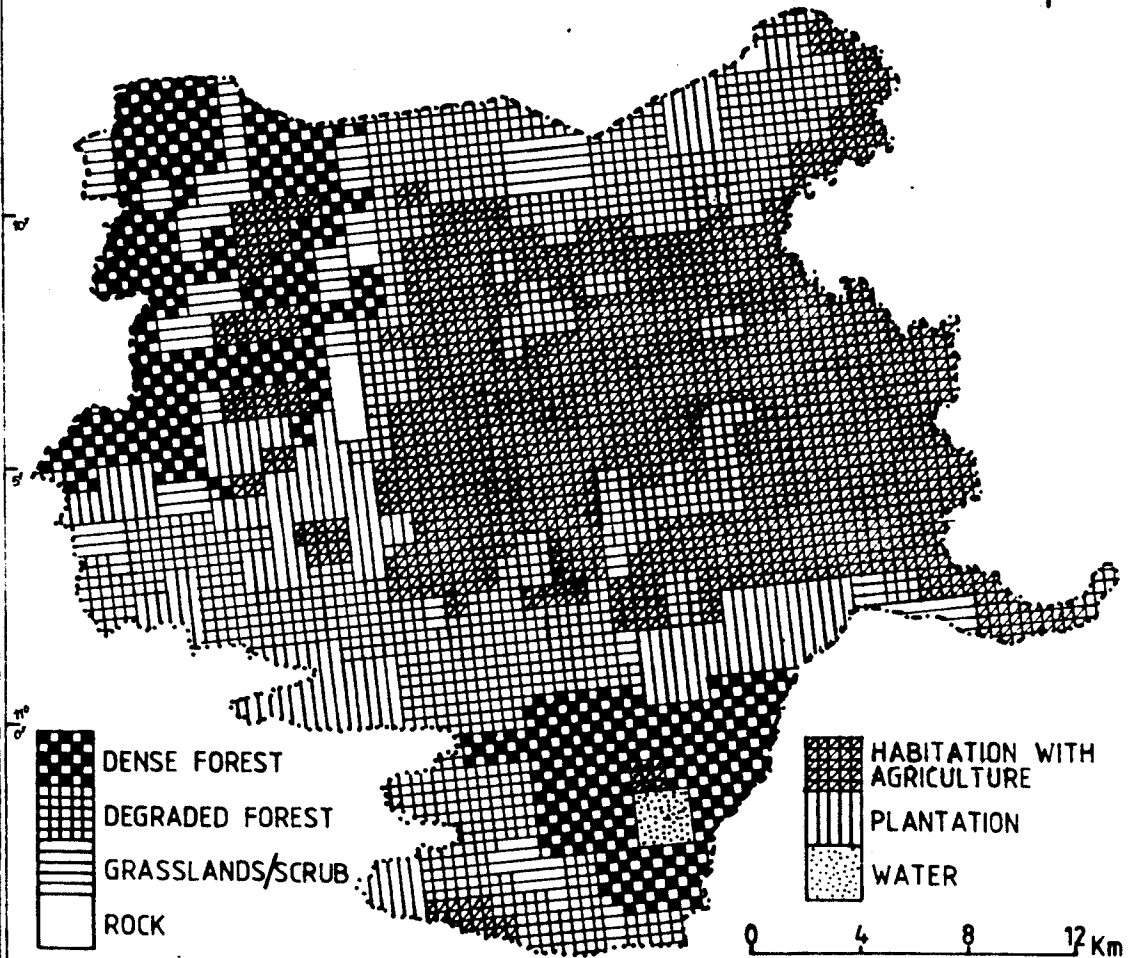 10'
5'
11°
0'
DENSE FOREST
DEGRADED FOREST
GRASSLANDS/SCRUB
ROCK
HABITATION WITH
AGRICULTURE
PLANTATION
WATER
0 4 8 12 Km